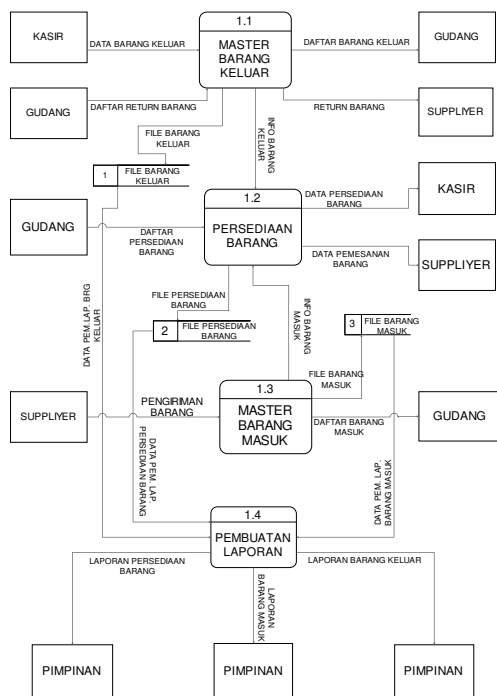 1.1
KASIR
DATA BARANG KELUAR
MASTER
BARANG
KELUAR
DAFTAR BARANG KELUAR
GUDANG
GUDANG
DAFTAR RETURN BARANG
RETURN BARANG
SUPPLIYER
FILE BARANG
KELUAR
INFO BARANG
KELUAR
1
FILE BARANG
KELUAR
1.2
DATA PERSEDIAAN
BARANG
KASIR
GUDANG
DAFTAR
PERSEDIAAN
BARANG
PERSEDIAAN
BARANG
DATA PEMESANAN
BARANG
SUPPLIYER
FILE PERSEDIAAN
BARANG
2
FILE PERSEDIAAN
BARANG
INFO BARANG
MASUK
3
FILE BARANG
MASUK
DATA PEM.LAP. BRG
KELUAR
FILE BARANG
MASUK
1.3
SUPPLIYER
PENGIRIMAN
BARANG
MASTER
BARANG
MASUK
DAFTAR BARANG
MASUK
GUDANG
DATA PEM. LAP.
PERSEDIAAN BARANG
DATA PEM. LAP.
BARANG MASUK
1.4
PEMBUATAN
LAPORAN
LAPORAN PERSEDIAAN
BARANG
LAPORAN
BARANG MASUK
LAPORAN BARANG KELUAR
PIMPINAN
PIMPINAN
PIMPINAN